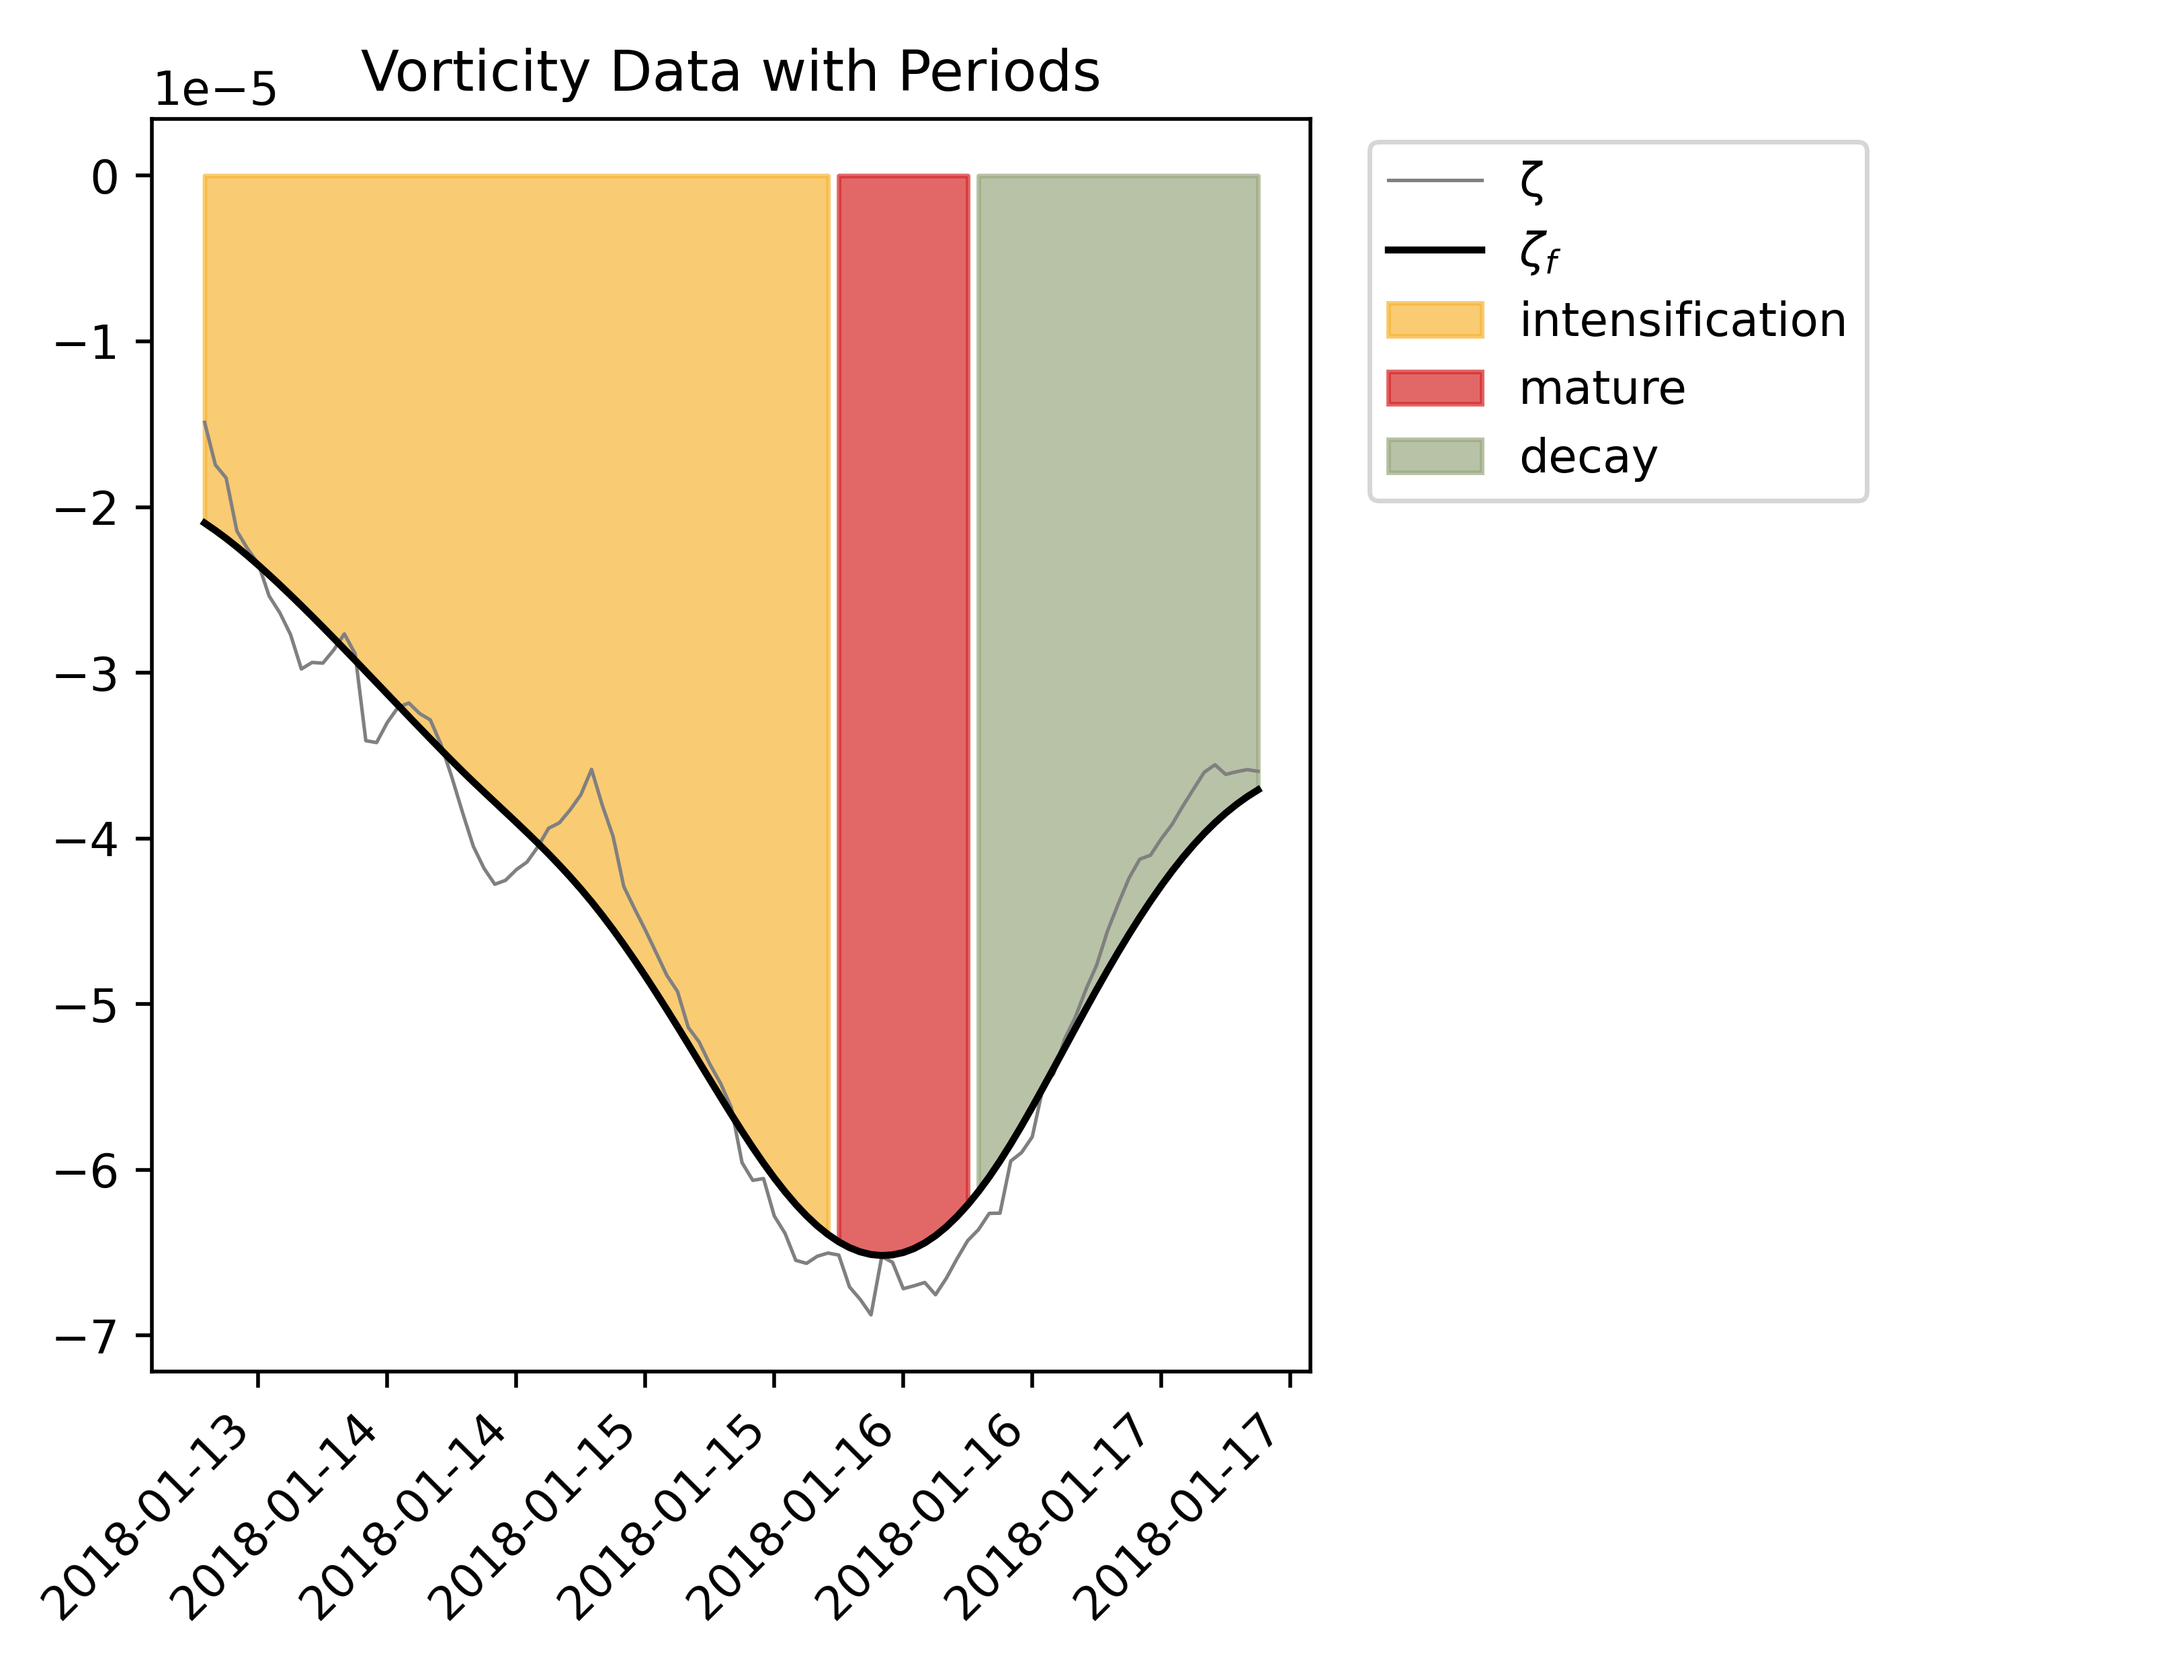 Vorticity Data with Periods
1e−5
0
−1
−2
−3
−4
−5
−6
−7
2018-01-13
2018-01-14
2018-01-14
2018-01-15
2018-01-15
2018-01-16
2018-01-16
2018-01-17
2018-01-17
ζ
ζf
intensification
mature
decay